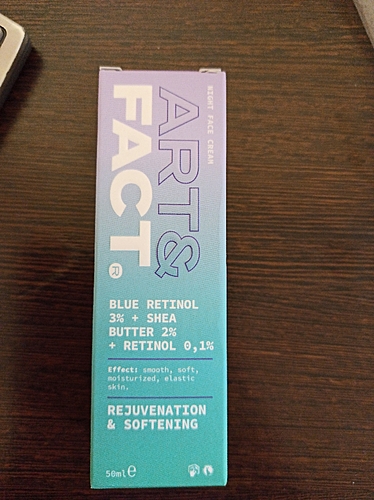 NIGHT FACE CREAM
ART&
FACT®
BLUE RETINOL
3% + SHEA
BUTTER 2%
+ RETINOL 0,1%
Effect: smooth, soft,
moisturized, elastic
skin.
REJUVENATION
& SOFTENING
50ml℮